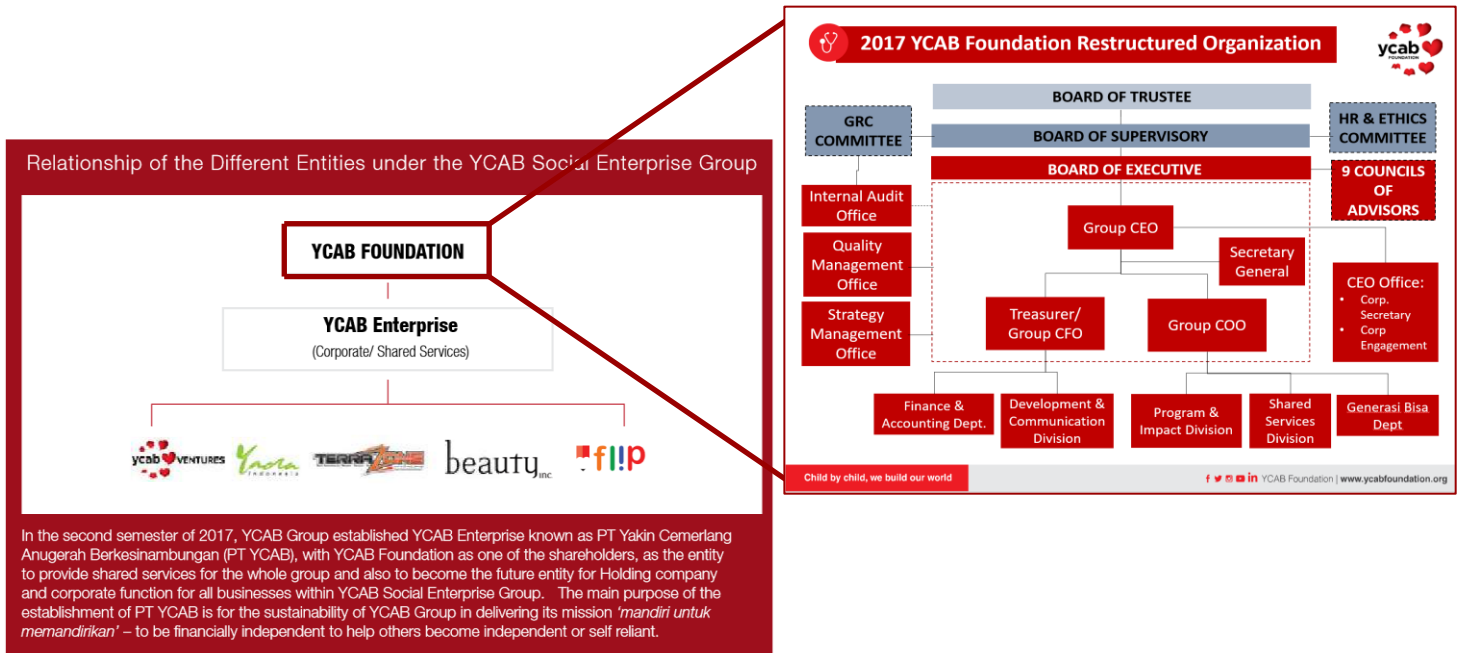 Relationship of the Different Entities under the YCAB Social Enterprise Group
YCAB FOUNDATION
YCAB Enterprise
(Corporate/ Shared Services)
ycab VENTURES
Yada
Indonesia
TERRAZONE
beauty inc
fl!p
In the second semester of 2017, YCAB Group established YCAB Enterprise known as PT Yakin Cemerlang
Anugerah Berkesinambungan (PT YCAB), with YCAB Foundation as one of the shareholders, as the entity
to provide shared services for the whole group and also to become the future entity for Holding company
and corporate function for all businesses within YCAB Social Enterprise Group. The main purpose of the
establishment of PT YCAB is for the sustainability of YCAB Group in delivering its mission ‘mandiri untuk
memandirikan’ – to be financially independent to help others become independent or self reliant.
2017 YCAB Foundation Restructured Organization
ycab
FOUNDATION
BOARD OF TRUSTEE
GRC
COMMITTEE
BOARD OF SUPERVISORY
HR & ETHICS
COMMITTEE
BOARD OF EXECUTIVE
9 COUNCILS
OF
ADVISORS
Internal Audit
Office
Group CEO
Quality
Management
Office
Secretary
General
CEO Office:
• Corp.
Secretary
• Corp
Engagement
Strategy
Management
Office
Treasurer/
Group CFO
Group COO
Finance &
Accounting Dept.
Development &
Communication
Division
Program &
Impact Division
Shared
Services
Division
Generasi Bisa
Dept
Child by child, we build our world
YCAB Foundation | www.ycabfoundation.org